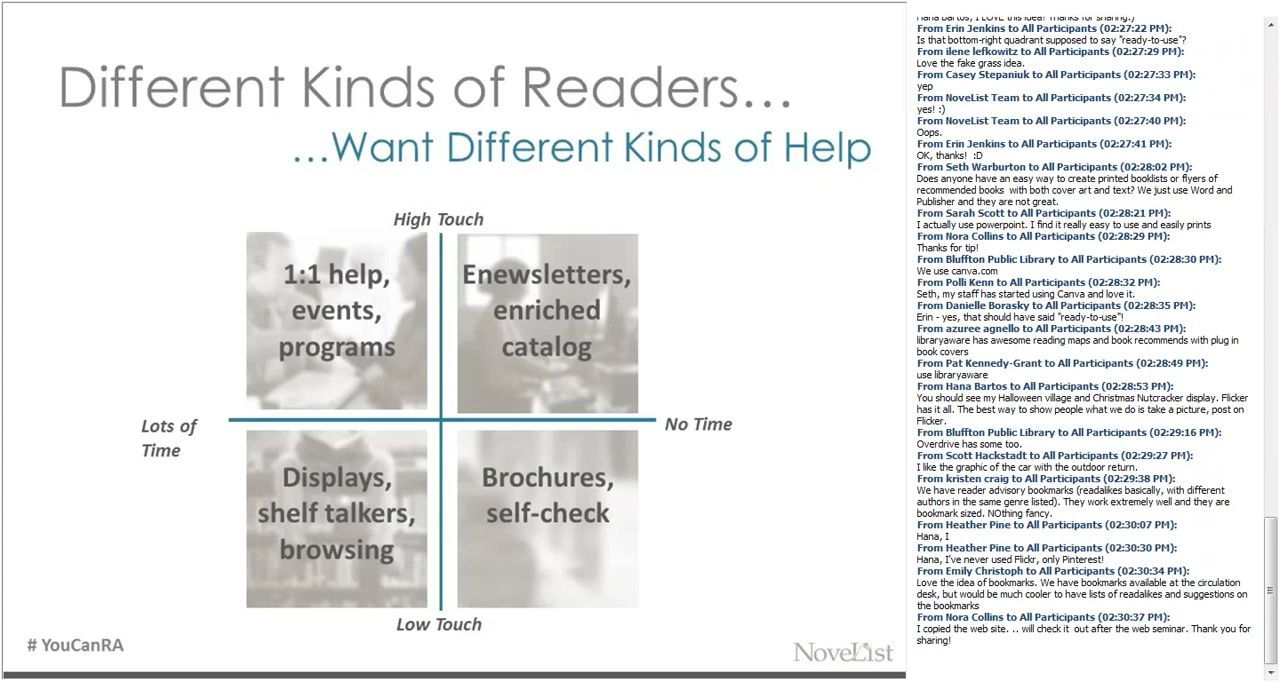 Different Kinds of Readers...
...Want Different Kinds of Help
High Touch
1:1 help,
events,
programs
Enewsletters,
enriched
catalog
Lots of
Time
No Time
Displays,
shelf talkers,
browsing
Brochures,
self-check
Low Touch
# YouCanRA
NoveList
Hana Bartos, I LOVE this idea! Thanks for sharing:)
From Erin Jenkins to All Participants (02:27:22 PM):
Is that bottom-right quadrant supposed to say "ready-to-use"?
From ilene lefkowitz to All Participants (02:27:29 PM):
Love the fake grass idea.
From Casey Stepaniuk to All Participants (02:27:33 PM):
yep
From NoveList Team to All Participants (02:27:34 PM):
yes! :)
From NoveList Team to All Participants (02:27:40 PM):
Oops.
From Erin Jenkins to All Participants (02:27:41 PM):
OK, thanks!  :D
From Seth Warburton to All Participants (02:28:02 PM):
Does anyone have an easy way to create printed booklists or flyers of
recommended books  with both cover art and text? We just use Word and
Publisher and they are not great.
From Sarah Scott to All Participants (02:28:21 PM):
I actually use powerpoint. I find it really easy to use and easily prints
From Nora Collins to All Participants (02:28:29 PM):
Thanks for tip!
From Bluffton Public Library to All Participants (02:28:30 PM):
We use canva.com
From Polli Kenn to All Participants (02:28:32 PM):
Seth, my staff has started using Canva and love it.
From Danielle Borasky to All Participants (02:28:35 PM):
Erin - yes, that should have said "ready-to-use"!
From azuree agnello to All Participants (02:28:43 PM):
libraryaware has awesome reading maps and book recommends with plug in
book covers
From Pat Kennedy-Grant to All Participants (02:28:49 PM):
use libraryaware
From Hana Bartos to All Participants (02:28:53 PM):
You should see my Halloween village and Christmas Nutcracker display. Flicker
has it all. The best way to show people what we do is take a picture, post on
Flicker.
From Bluffton Public Library to All Participants (02:29:16 PM):
Overdrive has some too.
From Scott Hackstadt to All Participants (02:29:27 PM):
I like the graphic of the car with the outdoor return.
From kristen craig to All Participants (02:29:38 PM):
We have reader advisory bookmarks (readalikes basically, with different
authors in the same genre listed). They work extremely well and they are
bookmark sized. NOthing fancy.
From Heather Pine to All Participants (02:30:07 PM):
Hana, I
From Heather Pine to All Participants (02:30:30 PM):
Hana, I've never used Flickr, only Pinterest!
From Emily Christoph to All Participants (02:30:34 PM):
Love the idea of bookmarks. We have bookmarks available at the circulation
desk, but would be much cooler to have lists of readalikes and suggestions on
the bookmarks
From Nora Collins to All Participants (02:30:37 PM):
I copied the web site. .. will check it  out after the web seminar. Thank you for
sharing!